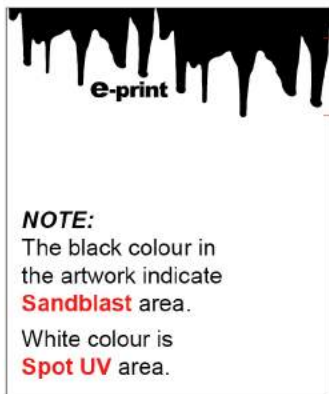 e-print
NOTE:
The black colour in
the artwork indicate
Sandblast area.
White colour is
Spot UV area.